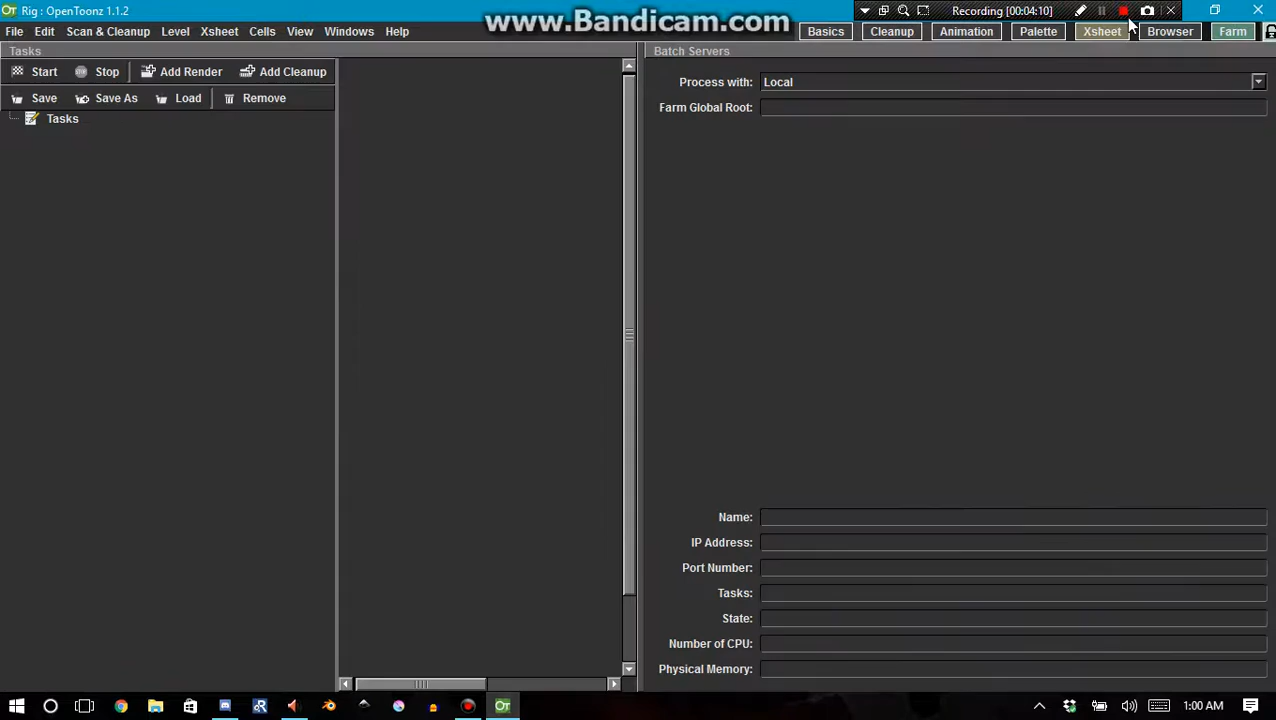 Rig : OpenToonz 1.1.2
www.Bandicam.com
Recording [00:04:10]
File Edit Scan & Cleanup Level Xsheet Cells View Windows Help
Basics Cleanup Animation Palette Xsheet Browser Farm
Tasks
Batch Servers
Start Stop Add Render Add Cleanup
Save Save As Load Remove
Tasks
Process with: Local
Farm Global Root:
Name:
IP Address:
Port Number:
Tasks:
State:
Number of CPU:
Physical Memory:
1:00 AM